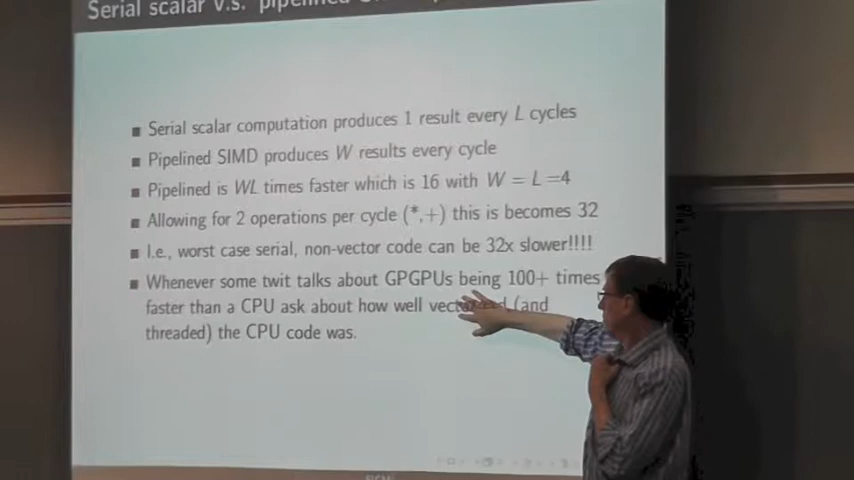 Serial scalar v.s. pipelined
Serial scalar computation produces 1 result every L cycles
Pipelined SIMD produces W results every cycle
Pipelined is WL times faster which is 16 with W = L =4
Allowing for 2 operations per cycle (*,+) this is becomes 32
I.e., worst case serial, non-vector code can be 32x slower!!!!
Whenever some twit talks about GPGPUs being 100+ times
faster than a CPU ask about how well (and
threaded) the CPU code was.